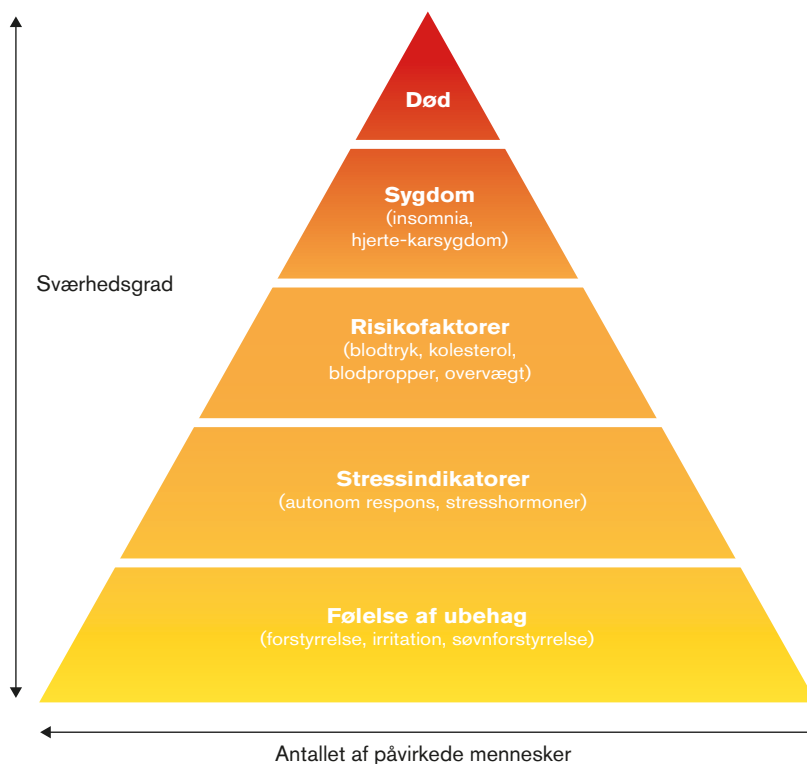 Død
Sygdom
(insomnia,
hjerte-karsygdom)
Sværhedsgrad
Risikofaktorer
(blodtryk, kolesterol,
blodpropper, overvægt)
Stressindikatorer
(autonom respons, stresshormoner)
Følelse af ubehag
(forstyrrelse, irritation, søvnforstyrrelse)
Antallet af påvirkede mennesker